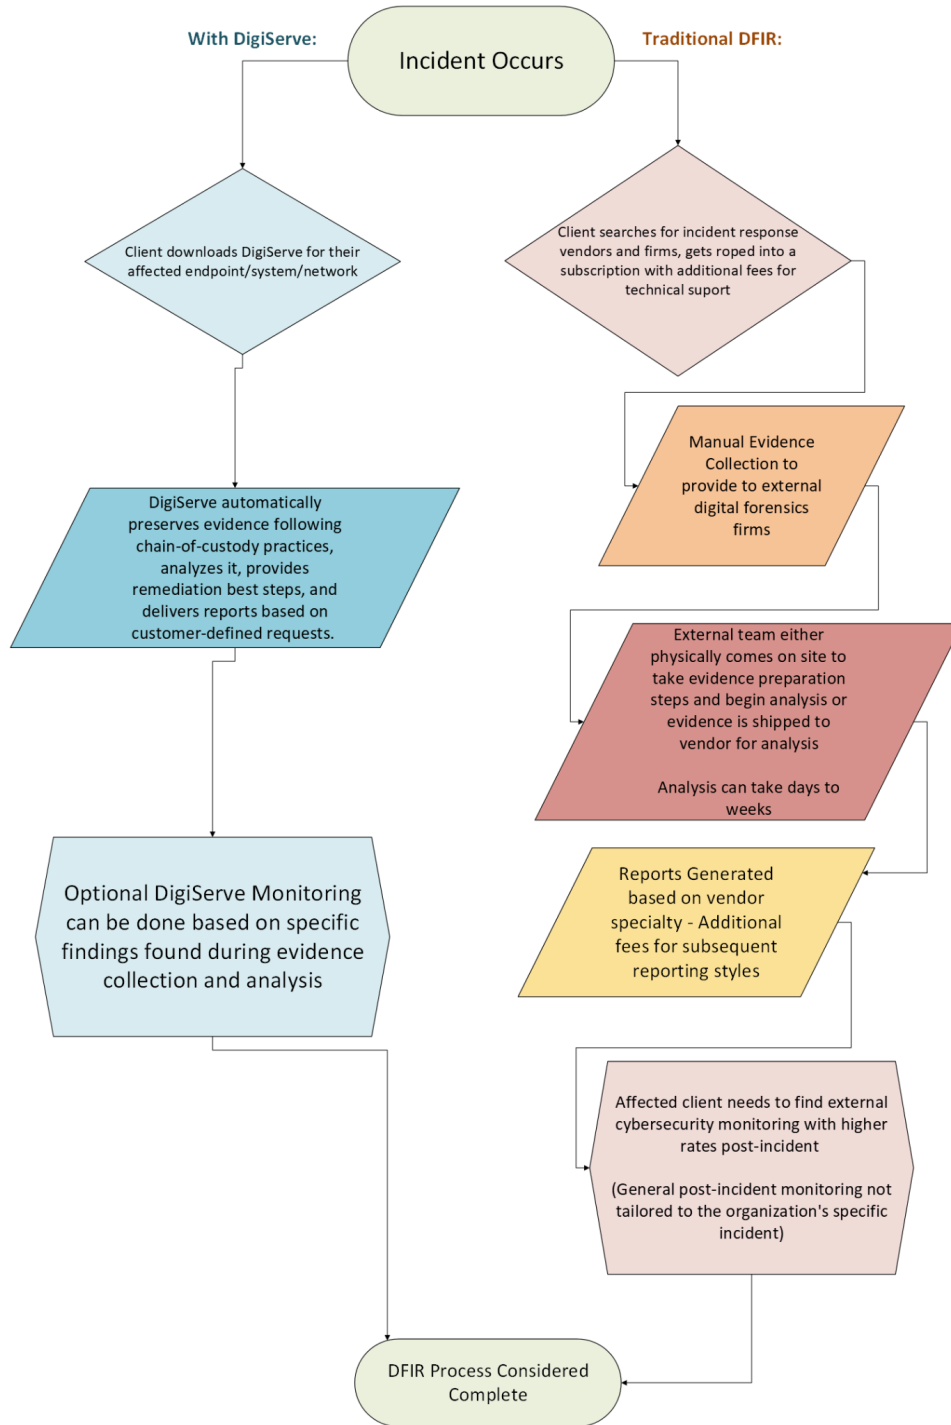 With DigiServe:
Incident Occurs
Traditional DFIR:
Client downloads DigiServe for their
affected endpoint/system/network
DigiServe automatically
preserves evidence following
chain-of-custody practices,
analyzes it, provides
remediation best steps, and
delivers reports based on
customer-defined requests.
Optional DigiServe Monitoring
can be done based on specific
findings found during evidence
collection and analysis
Client searches for incident response
vendors and firms, gets roped into a
subscription with additional fees for
technical suport
Manual Evidence
Collection to
provide to external
digital forensics
firms
External team either
physically comes on site to
take evidence preparation
steps and begin analysis or
evidence is shipped to
vendor for analysis
Analysis can take days to
weeks
Reports Generated
based on vendor
specialty - Additional
fees for subsequent
reporting styles
Affected client needs to find external
cybersecurity monitoring with higher
rates post-incident
(General post-incident monitoring not
tailored to the organization's specific
incident)
DFIR Process Considered
Complete